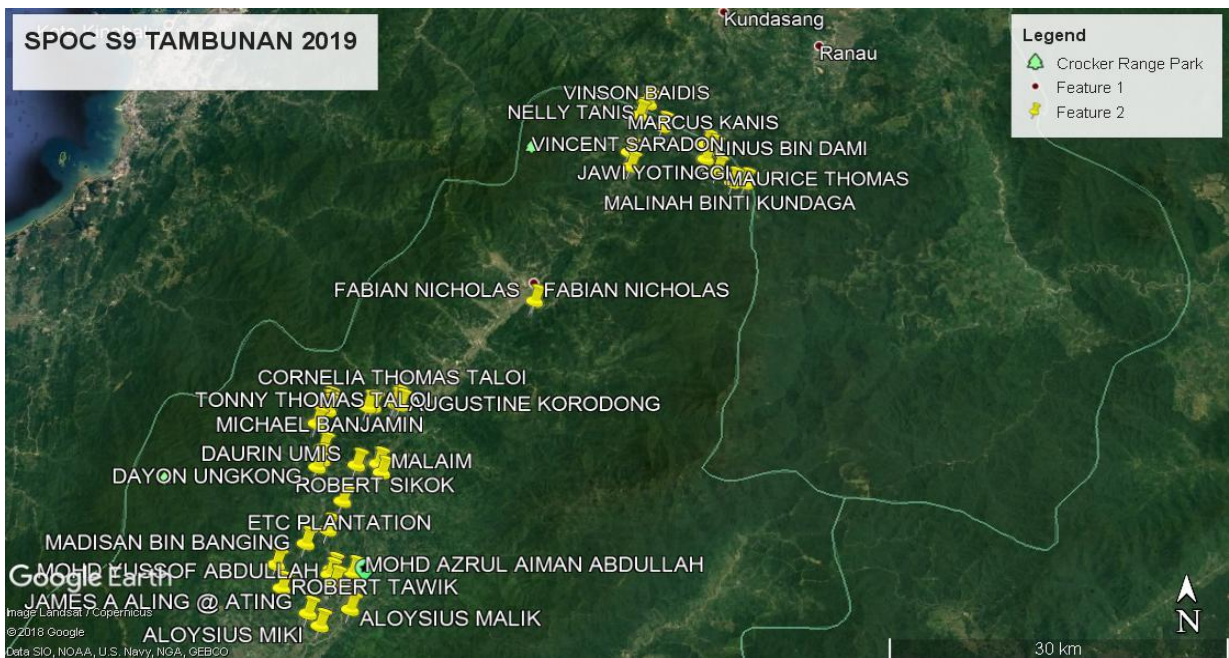 SPOC S9 TAMBUNAN 2019
Kundasang
Ranau
Legend
Crocker Range Park
Feature 1
Feature 2
VINSON BAIDIS
NELLY TANIS
MARCUS KANIS
VINCENT SARADON
LINUS BIN DAMI
JAWI YOTINGGI
MAURICE THOMAS
MALINAH BINTI KUNDAGA
FABIAN NICHOLAS
FABIAN NICHOLAS
CORNELIA THOMAS TALOI
TONNY THOMAS TALOI
AUGUSTINE KORODONG
MICHAEL BANJAMIN
DAURIN UMIS
MALAIM
DAYON UNGKONG
ROBERT SIKOK
ETC PLANTATION
MADISAN BIN BANGING
MOHD YUSSOF ABDULLAH
MOHD AZRUL AIMAN ABDULLAH
Google Earth
ROBERT TAWIK
JAMES A ALING @ ATING
ALOYSIUS MALIK
ALOYSIUS MIKI
Image Landsat / Copernicus
© 2018 Google
Data SIO, NOAA, U.S. Navy, NGA, GEBCO
N
30 km